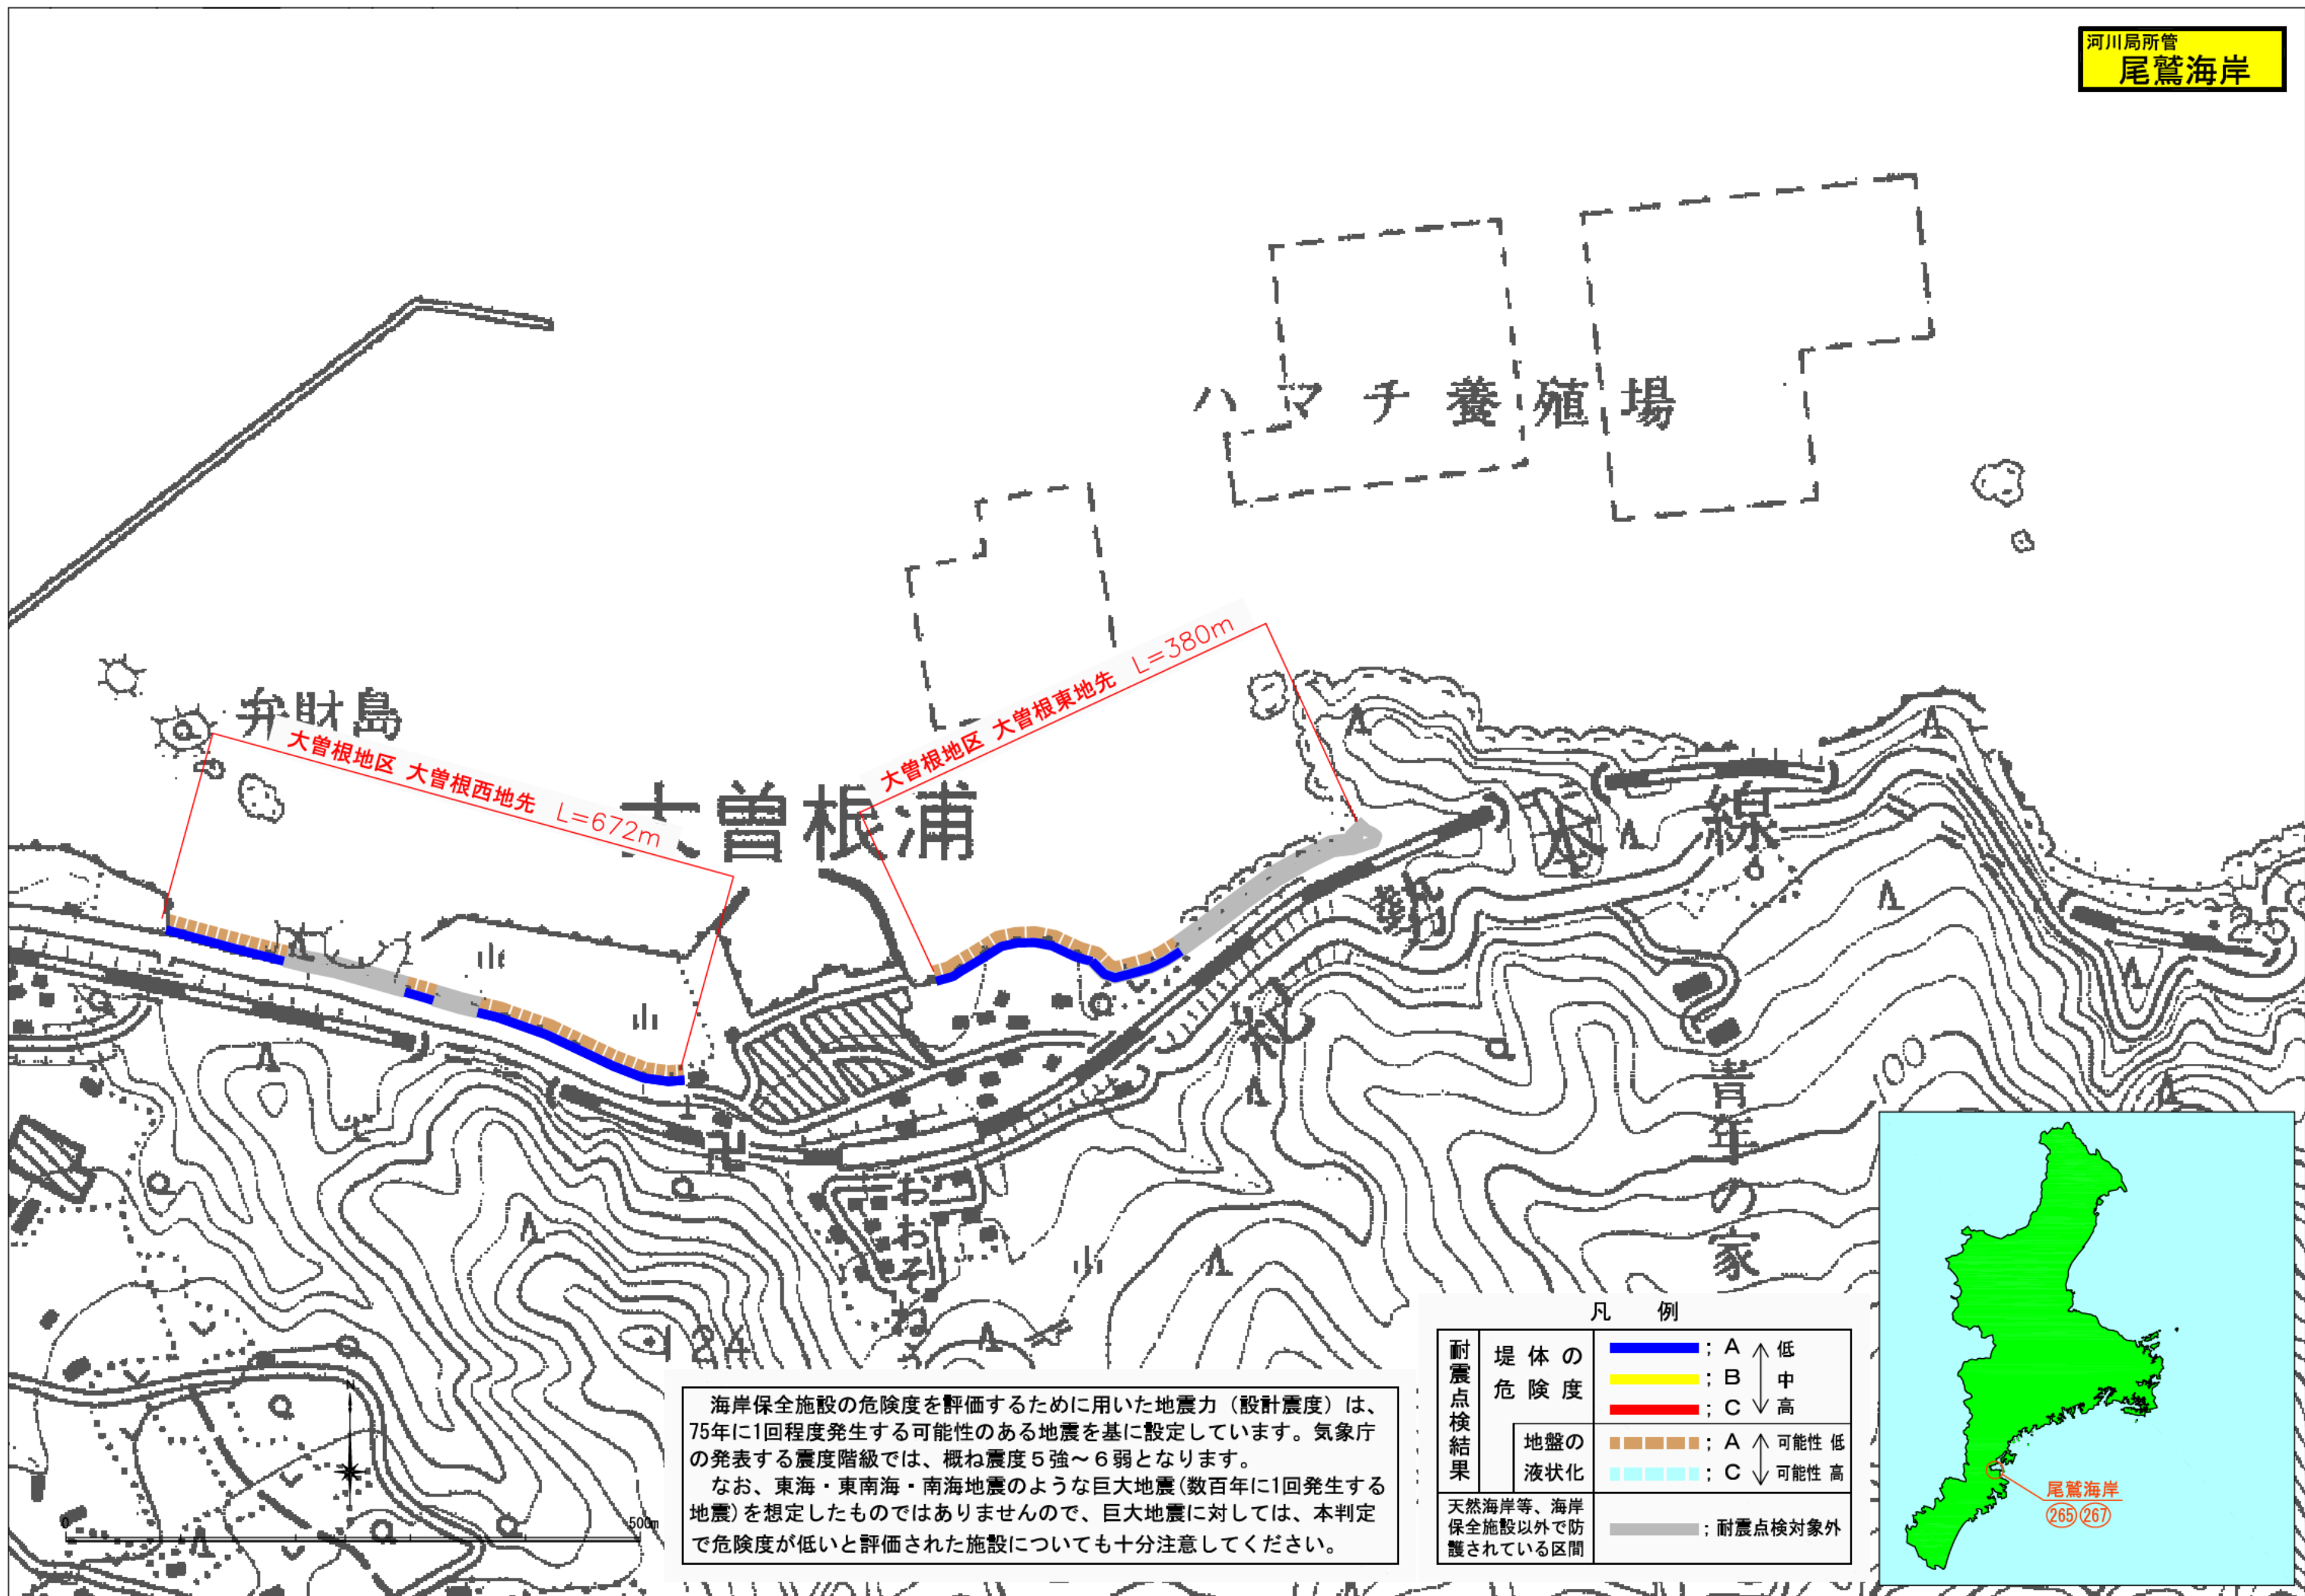 河川局所管
尾鷲海岸
ハマチ養殖場
弁財島
大曽根地区 大曽根西地先 L=672m
大曽根地区 大曽根東地先 L=380m
大曽根浦
本線
青年の家
おおそね
124
N
0
500m
海岸保全施設の危険度を評価するために用いた地震力（設計震度）は、
75年に1回程度発生する可能性のある地震を基に設定しています。気象庁
の発表する震度階級では、概ね震度５強～６弱となります。
なお、東海・東南海・南海地震のような巨大地震(数百年に1回発生する
地震)を想定したものではありませんので、巨大地震に対しては、本判定
で危険度が低いと評価された施設についても十分注意してください。
凡 例
耐震点検結果
堤体の
危険度
; A 低
; B 中
; C 高
地盤の
液状化
; A 可能性 低
; C 可能性 高
天然海岸等、海岸
保全施設以外で防
護されている区間
; 耐震点検対象外
尾鷲海岸
265 267